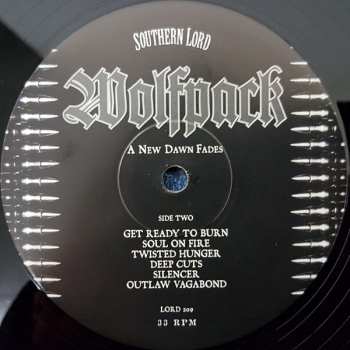 SOUTHERN LORD
Wolfpack
A NEW DAWN FADES
SIDE TWO
GET READY TO BURN
SOUL ON FIRE
TWISTED HUNGER
DEEP CUTS
SILENCER
OUTLAW VAGABOND
LORD 209
33 RPM